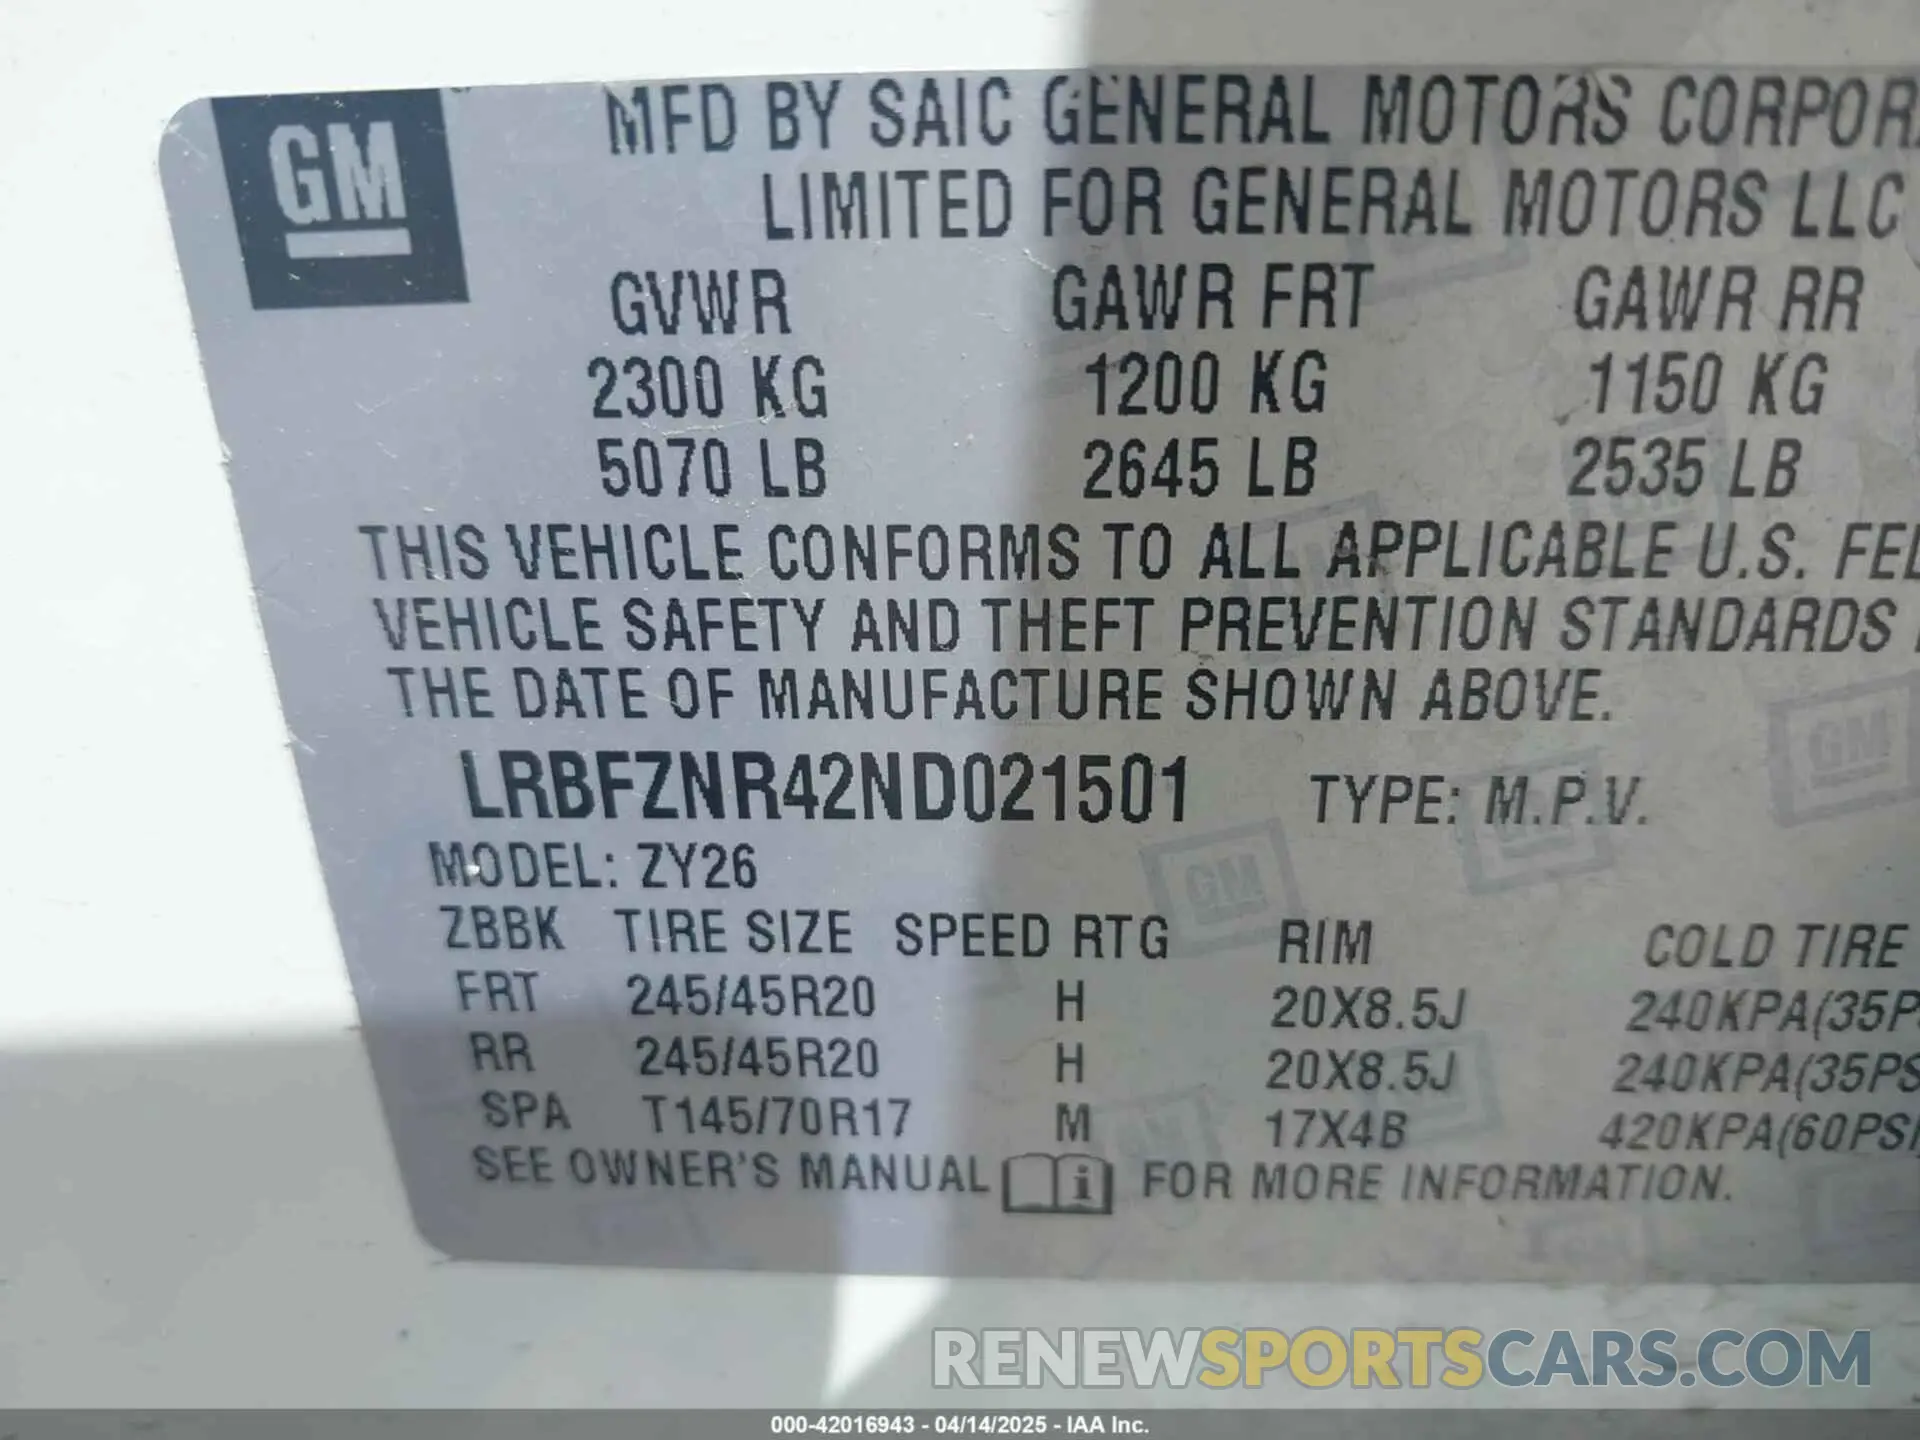 GM
MFD BY SAIC GENERAL MOTORS CORPOR
LIMITED FOR GENERAL MOTORS LLC
GVWR GAWR FRT GAWR RR
2300 KG 1200 KG 1150 KG
5070 LB 2645 LB 2535 LB
THIS VEHICLE CONFORMS TO ALL APPLICABLE U.S. FE
VEHICLE SAFETY AND THEFT PREVENTION STANDARDS
THE DATE OF MANUFACTURE SHOWN ABOVE.
LRBFZNR42ND021501 TYPE: M.P.V.
MODEL: ZY26
ZBBK TIRE SIZE SPEED RTG RIM COLD TIRE
FRT 245/45R20 H 20X8.5J 240KPA(35P
RR 245/45R20 H 20X8.5J 240KPA(35PS
SPA T145/70R17 M 17X4B 420KPA(60PSI
SEE OWNER'S MANUAL i FOR MORE INFORMATION.
RENEWSPORTSCARS.COM
000-42016943 - 04/14/2025 - IAA Inc.